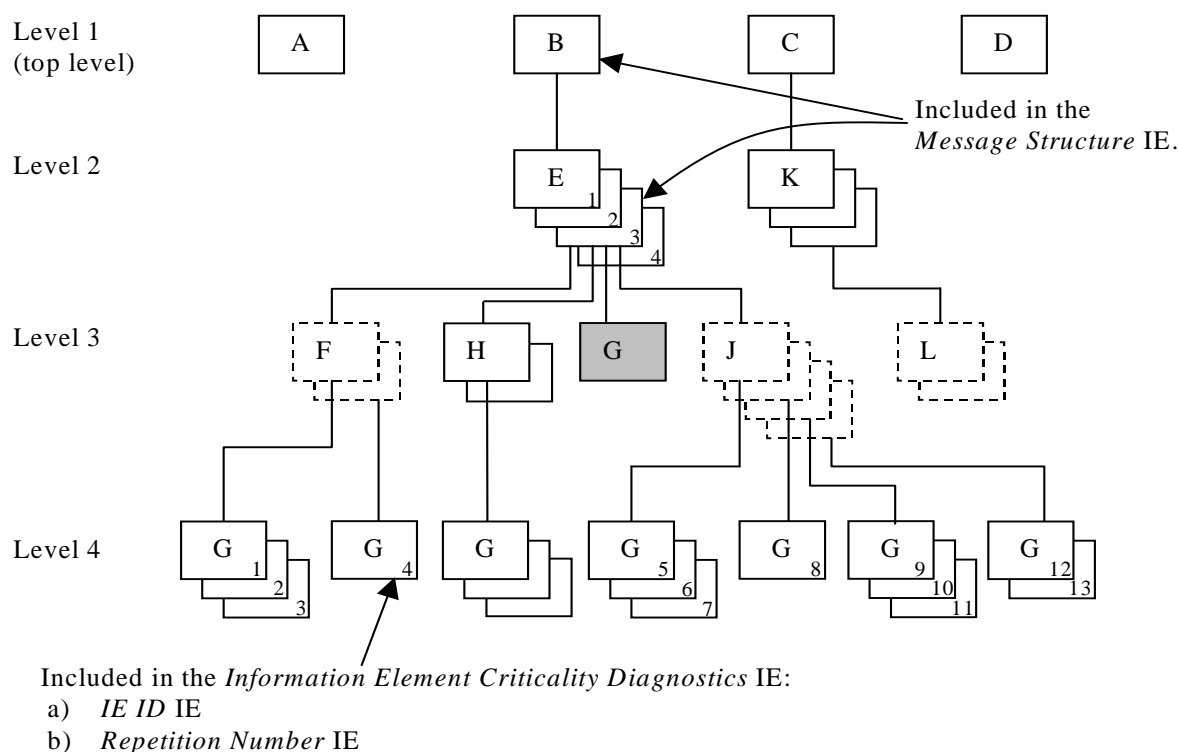 Level 1
(top level)
A
B
C
D
Included in the
Message Structure IE.
Level 2
E
1
2
3
4
K
Level 3
F
H
G
J
L
Level 4
G
1
2
3
G
4
G
G
5
6
7
G
8
G
9
10
11
G
12
13
Included in the Information Element Criticality Diagnostics IE:
a) IE ID IE
b) Repetition Number IE